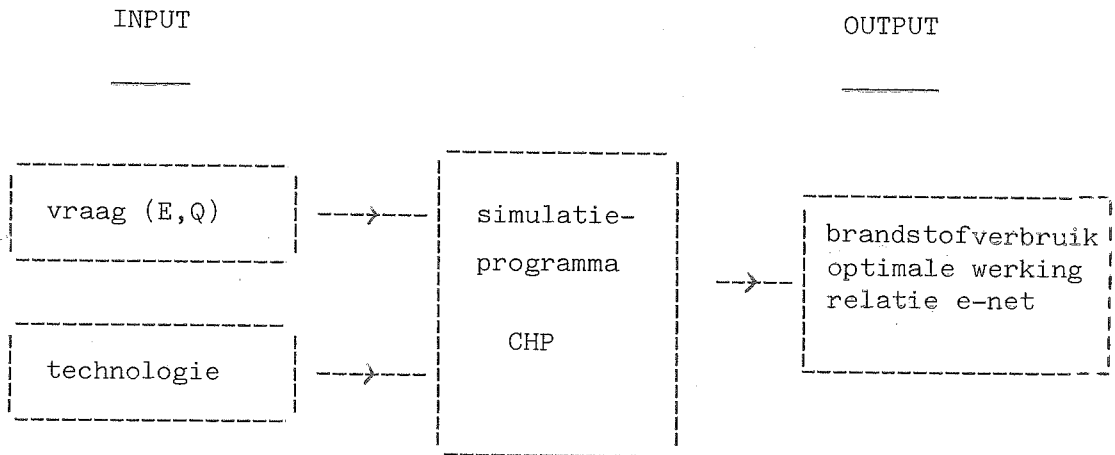 INPUT
OUTPUT
vraag (E,Q)
technologie
simulatie-
programma
CHP
brandstofverbruik
optimale werking
relatie e-net